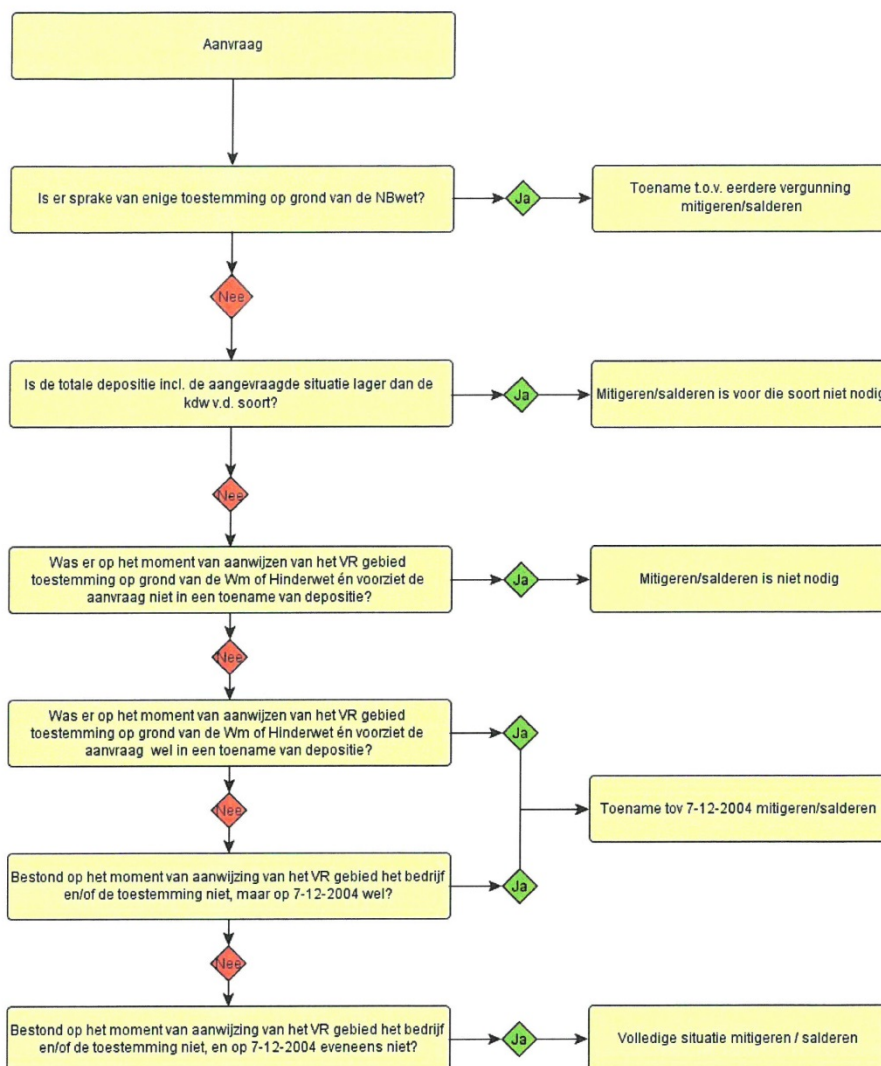 Aanvraag
Is er sprake van enige toestemming op grond van de NBwet?
Ja
Toename t.o.v. eerdere vergunning
mitigeren/salderen
Nee
Is de totale depositie incl. de aangevraagde situatie lager dan de
kdw v.d. soort?
Ja
Mitigeren/salderen is voor die soort niet nodig
Nee
Was er op het moment van aanwijzen van het VR gebied
toestemming op grond van de Wm of Hinderwet én voorziet de
aanvraag niet in een toename van depositie?
Ja
Mitigeren/salderen is niet nodig
Nee
Was er op het moment van aanwijzen van het VR gebied
toestemming op grond van de Wm of Hinderwet én voorziet de
aanvraag wel in een toename van depositie?
Ja
Toename tov 7-12-2004 mitigeren/salderen
Nee
Bestond op het moment van aanwijzing van het VR gebied het bedrijf
en/of de toestemming niet, maar op 7-12-2004 wel?
Ja
Nee
Bestond op het moment van aanwijzing van het VR gebied het bedrijf
en/of de toestemming niet, en op 7-12-2004 eveneens niet?
Ja
Volledige situatie mitigeren / salderen